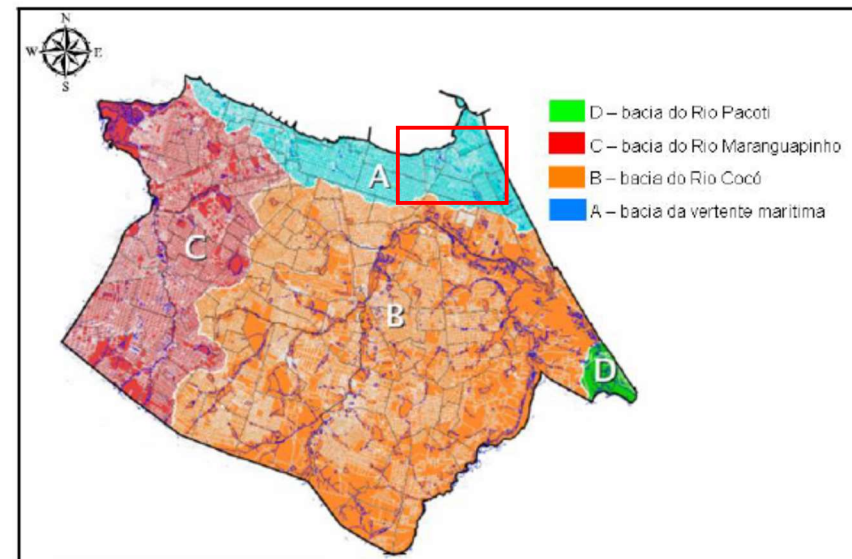 N
W E
S
D – bacia do Rio Pacoti
C – bacia do Rio Maranguapinho
B – bacia do Rio Cocó
A – bacia da vertente marítima
A
C
B
D